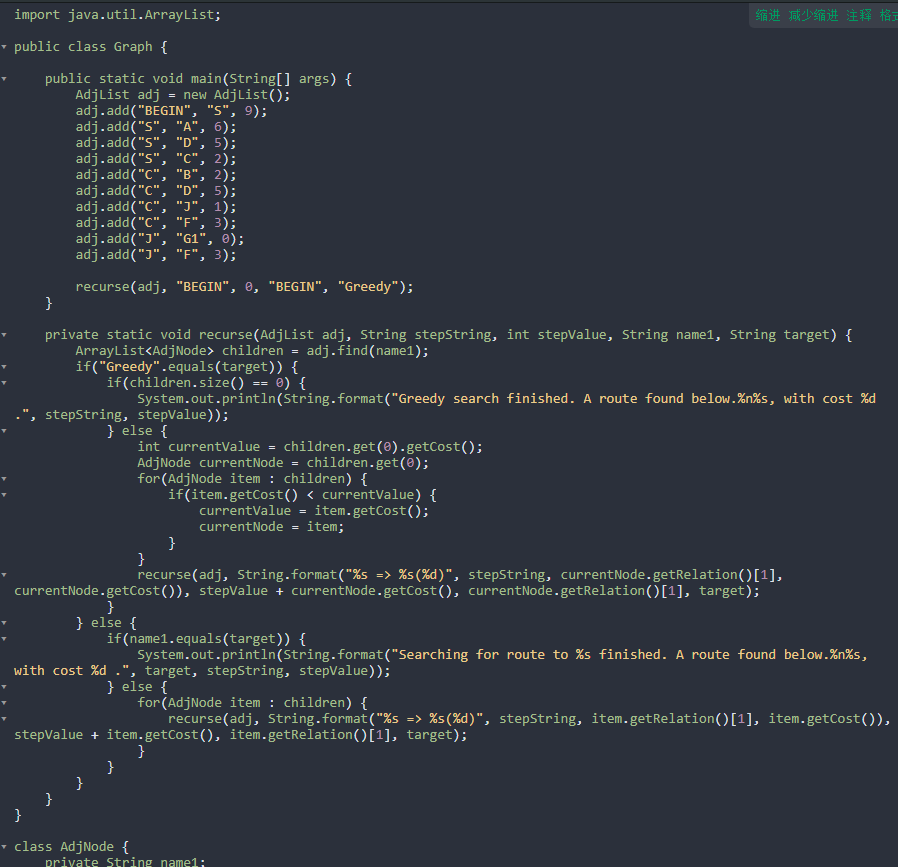 import java.util.ArrayList;
缩进 减少缩进 注释
public class Graph {
public static void main(String[] args) {
AdjList adj = new AdjList();
adj.add("BEGIN", "S", 9);
adj.add("S", "A", 6);
adj.add("S", "D", 5);
adj.add("S", "C", 2);
adj.add("C", "B", 2);
adj.add("C", "D", 5);
adj.add("C", "J", 1);
adj.add("C", "F", 3);
adj.add("J", "G1", 0);
adj.add("J", "F", 3);
recurse(adj, "BEGIN", 0, "BEGIN", "Greedy");
}
private static void recurse(AdjList adj, String stepString, int stepValue, String name1, String target) {
ArrayList<AdjNode> children = adj.find(name1);
if("Greedy".equals(target)) {
if(children.size() == 0) {
System.out.println(String.format("Greedy search finished. A route found below.%n%s, with cost %d
.", stepString, stepValue));
} else {
int currentValue = children.get(0).getCost();
AdjNode currentNode = children.get(0);
for(AdjNode item : children) {
if(item.getCost() < currentValue) {
currentValue = item.getCost();
currentNode = item;
}
}
recurse(adj, String.format("%s => %s(%d)", stepString, currentNode.getRelation()[1],
currentNode.getCost()), stepValue + currentNode.getCost(), currentNode.getRelation()[1], target);
}
} else {
if(name1.equals(target)) {
System.out.println(String.format("Searching for route to %s finished. A route found below.%n%s,
with cost %d .", target, stepString, stepValue));
} else {
for(AdjNode item : children) {
recurse(adj, String.format("%s => %s(%d)", stepString, item.getRelation()[1], item.getCost()),
stepValue + item.getCost(), item.getRelation()[1], target);
}
}
}
}
}
class AdjNode {
private String name1;